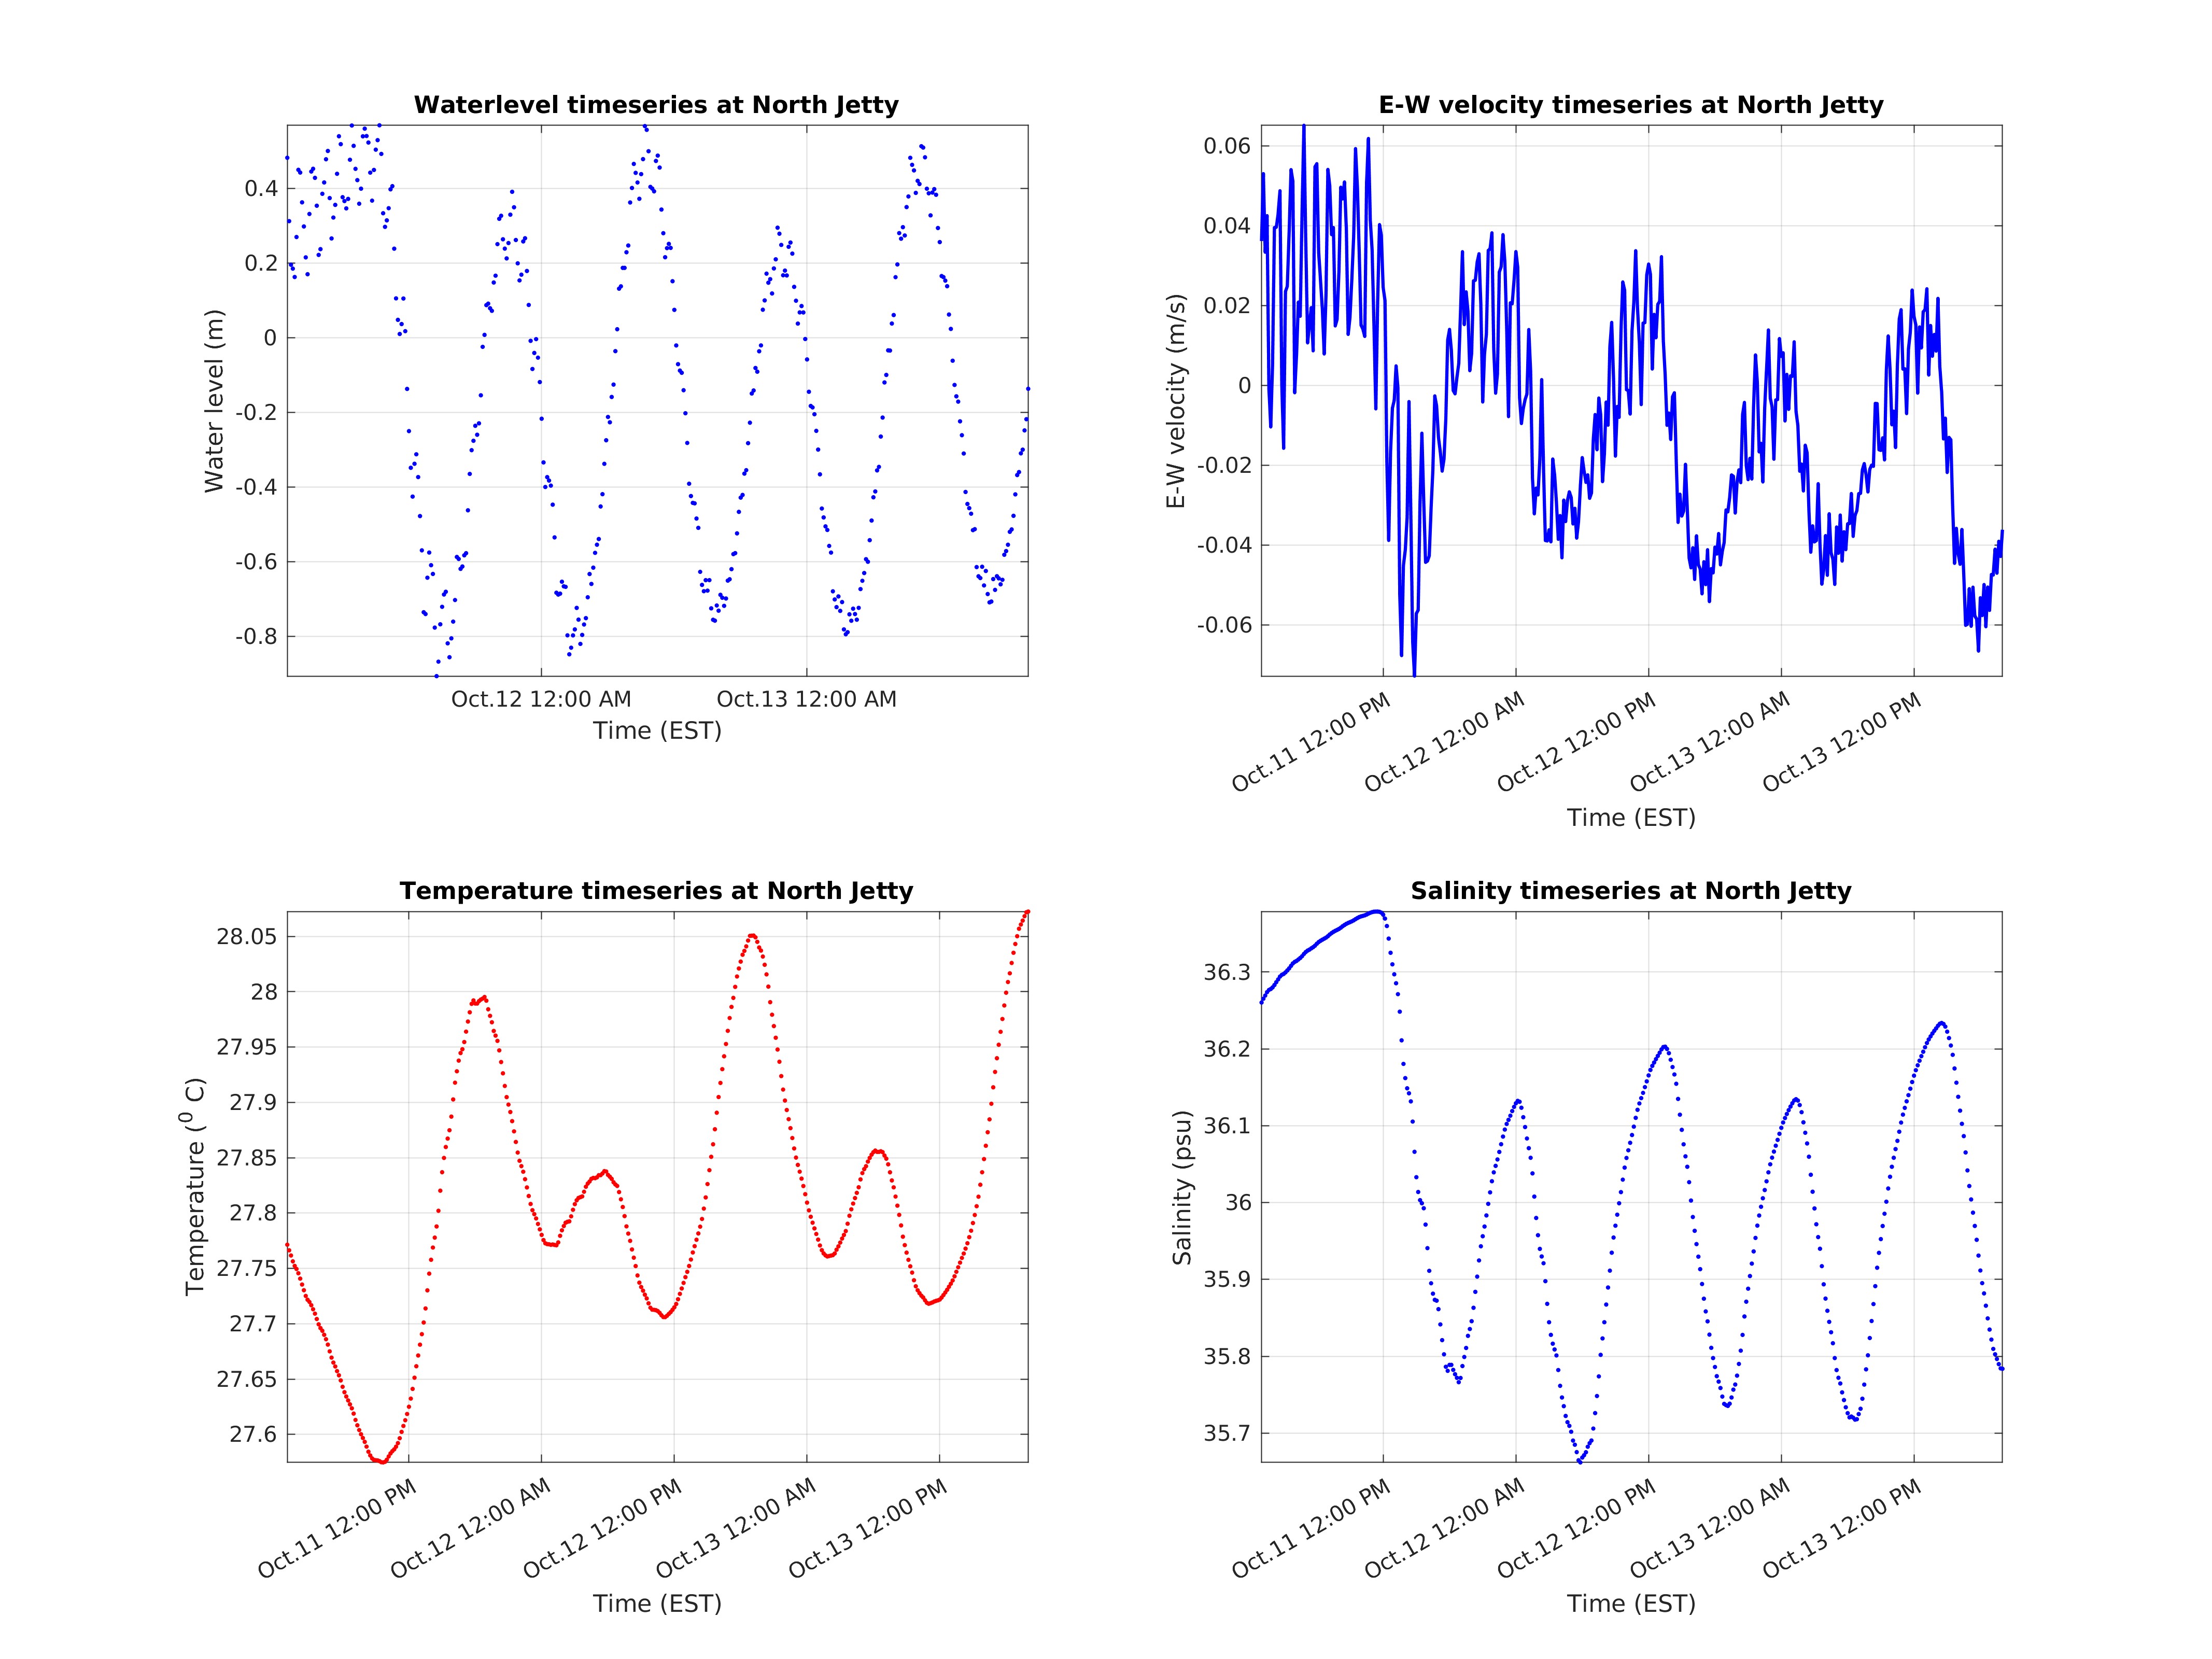 Waterlevel timeseries at North Jetty
0.4
0.2
0
-0.2
-0.4
-0.6
-0.8
Water level (m)
Oct.12 12:00 AM
Oct.13 12:00 AM
Time (EST)
E-W velocity timeseries at North Jetty
0.06
0.04
0.02
0
-0.02
-0.04
-0.06
E-W velocity (m/s)
Oct.11 12:00 PM
Oct.12 12:00 AM
Oct.12 12:00 PM
Oct.13 12:00 AM
Oct.13 12:00 PM
Time (EST)
Temperature timeseries at North Jetty
28.05
28
27.95
27.9
27.85
27.8
27.75
27.7
27.65
27.6
Temperature (⁰ C)
Oct.11 12:00 PM
Oct.12 12:00 AM
Oct.12 12:00 PM
Oct.13 12:00 AM
Oct.13 12:00 PM
Time (EST)
Salinity timeseries at North Jetty
36.3
36.2
36.1
36
35.9
35.8
35.7
Salinity (psu)
Oct.11 12:00 PM
Oct.12 12:00 AM
Oct.12 12:00 PM
Oct.13 12:00 AM
Oct.13 12:00 PM
Time (EST)